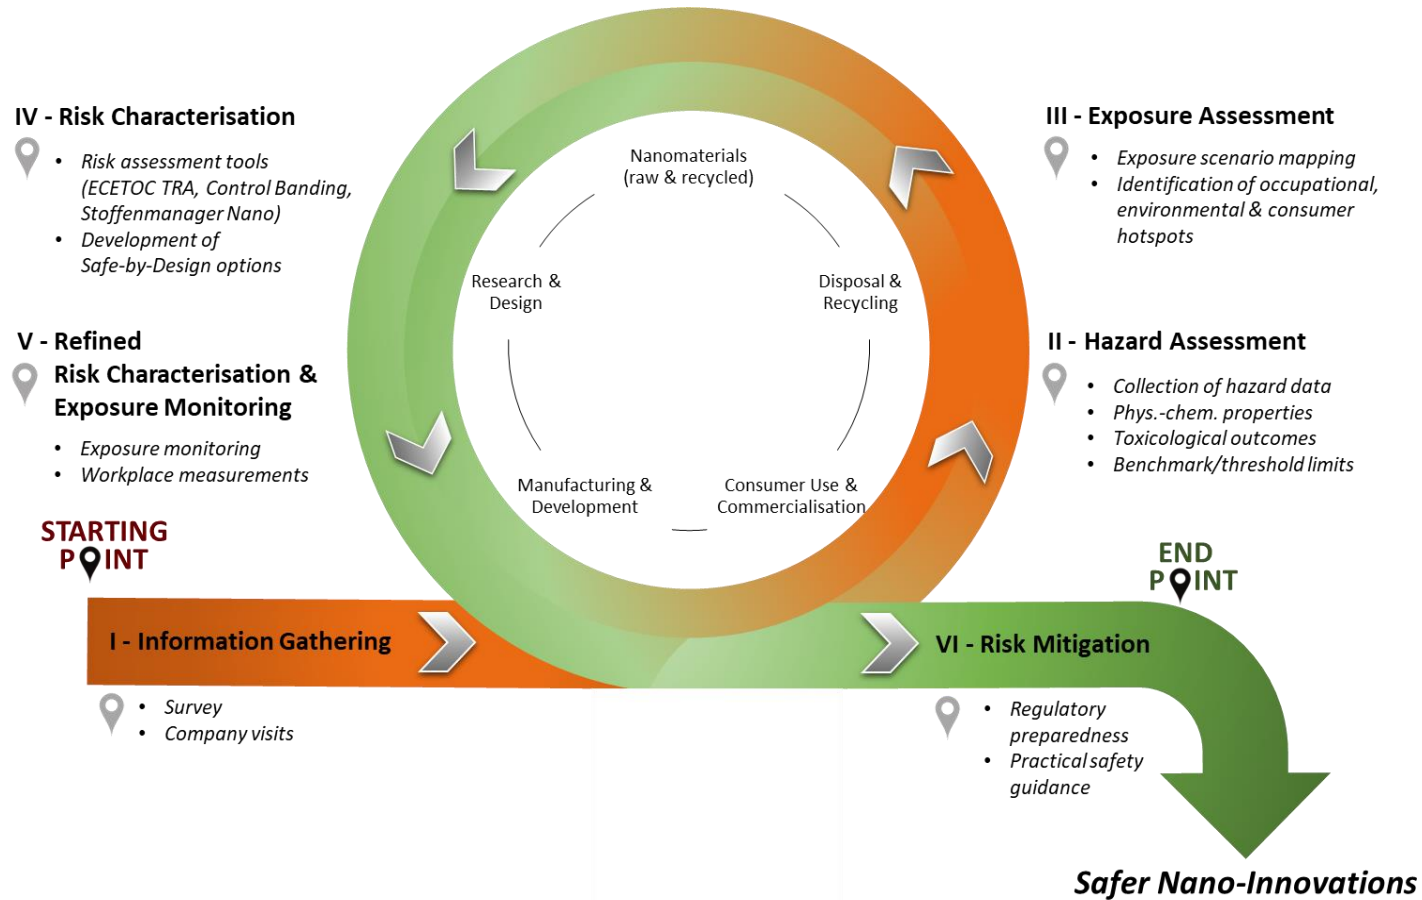 IV - Risk Characterisation
• Risk assessment tools
(ECETOC TRA, Control Banding,
Stoffenmanager Nano)
• Development of
Safe-by-Design options
V - Refined
Risk Characterisation &
Exposure Monitoring
• Exposure monitoring
• Workplace measurements
STARTING
POINT
I - Information Gathering
• Survey
• Company visits
Nanomaterials
(raw & recycled)
Research &
Design
Disposal &
Recycling
Manufacturing &
Development
Consumer Use &
Commercialisation
III - Exposure Assessment
• Exposure scenario mapping
• Identification of occupational,
environmental & consumer
hotspots
II - Hazard Assessment
• Collection of hazard data
• Phys.-chem. properties
• Toxicological outcomes
• Benchmark/threshold limits
END
POINT
VI - Risk Mitigation
• Regulatory
preparedness
• Practical safety
guidance
Safer Nano-Innovations